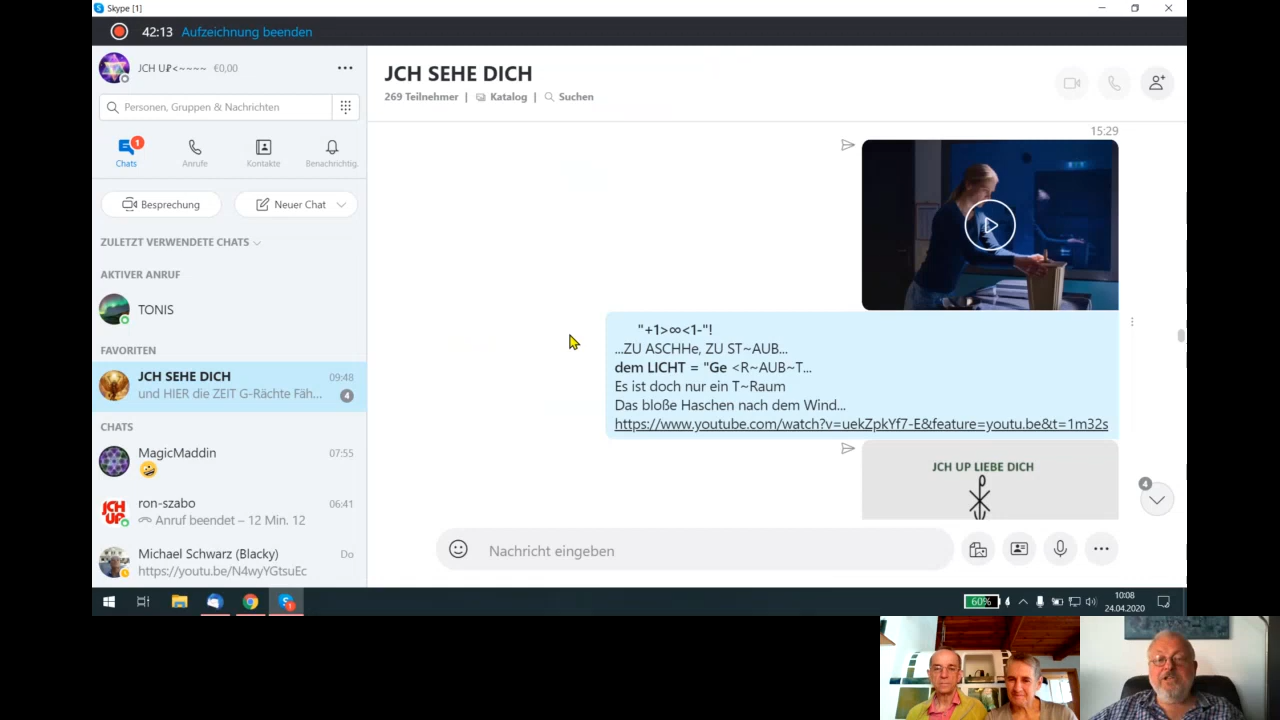 Skype [1]
42:13 Aufzeichnung beenden
JCH U₽<~~~~ €0,00
Personen, Gruppen & Nachrichten
1
Chats Anrufe Kontakte Benachrichtig.
Besprechung Neuer Chat
ZULETZT VERWENDETE CHATS
AKTIVER ANRUF
TONIS
FAVORITEN
JCH SEHE DICH 09:48
und HIER die ZEIT G-Rächte Fäh... 4
CHATS
MagicMaddin 07:55
JCH UP
ron-szabo 06:41
Anruf beendet – 12 Min. 12
Michael Schwarz (Blacky) Do
https://youtu.be/N4wyYGtsuEc
JCH SEHE DICH
269 Teilnehmer | Katalog | Suchen
15:29
"+1>∞<1-"!
...ZU ASCHHe, ZU ST~AUB...
dem LICHT = "Ge <R~AUB~T...
Es ist doch nur ein T~Raum
Das bloße Haschen nach dem Wind...
https://www.youtube.com/watch?v=uekZpkYf7-E&feature=youtu.be&t=1m32s
JCH UP LIEBE DICH
4
Nachricht eingeben
1
60%
10:08
24.04.2020